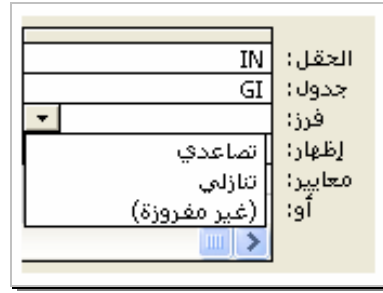 الحقل: IN
جدول: GI
فرز:
إظهار: تصاعدي
معايير: تنازلي
أو: (غير مفروزة)